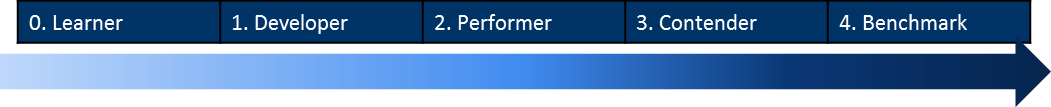 0. Learner 1. Developer 2. Performer 3. Contender 4. Benchmark